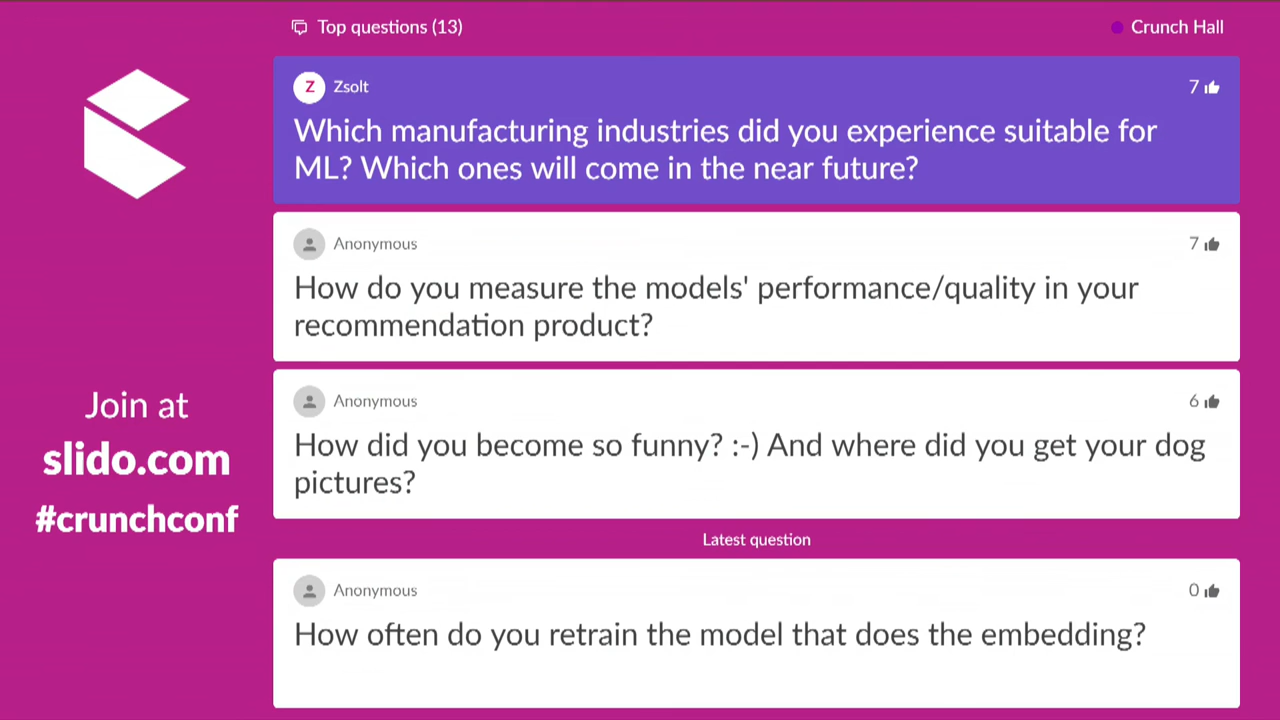 Top questions (13)
Crunch Hall
Z Zsolt
7
Which manufacturing industries did you experience suitable for
ML? Which ones will come in the near future?
Anonymous
7
How do you measure the models' performance/quality in your
recommendation product?
Anonymous
6
How did you become so funny? :-) And where did you get your dog
pictures?
Latest question
Anonymous
0
How often do you retrain the model that does the embedding?
Join at
slido.com
#crunchconf